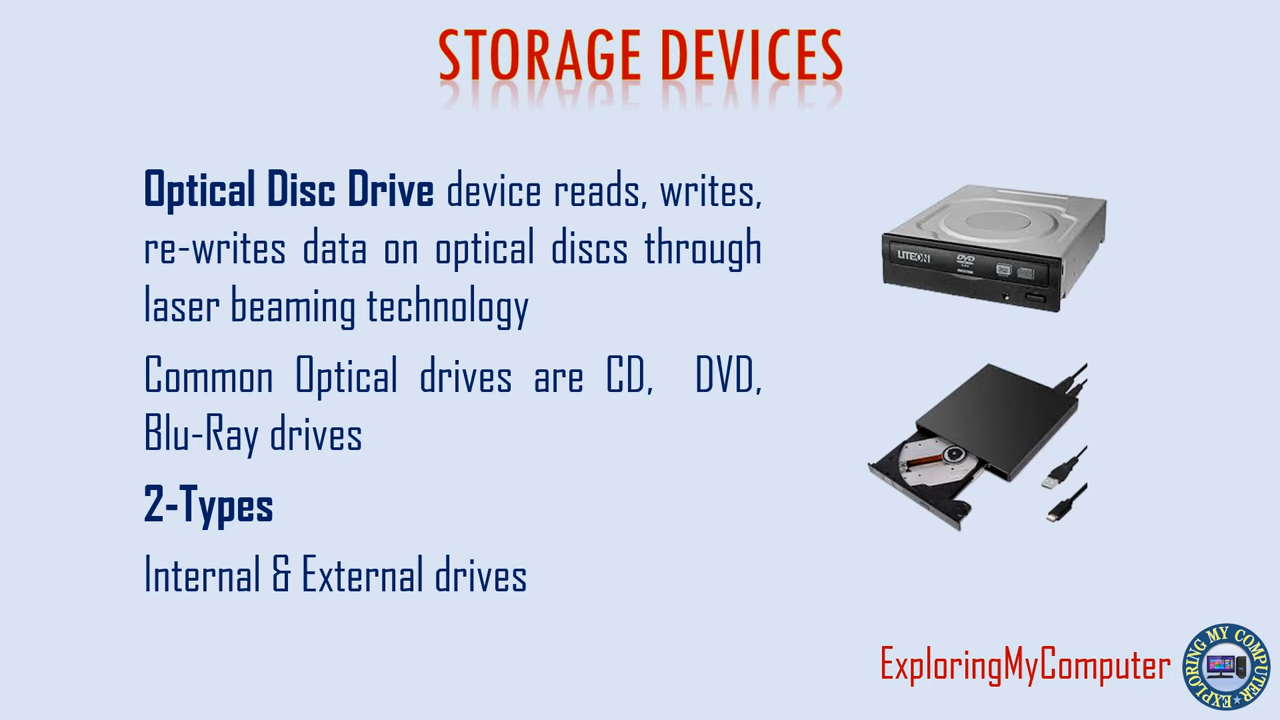 STORAGE DEVICES
Optical Disc Drive device reads, writes,
re-writes data on optical discs through
laser beaming technology
Common Optical drives are CD, DVD,
Blu-Ray drives
2-Types
Internal & External drives
LITEON
DVD
ExploringMyComputer
EXPLORING MY COMPUTER